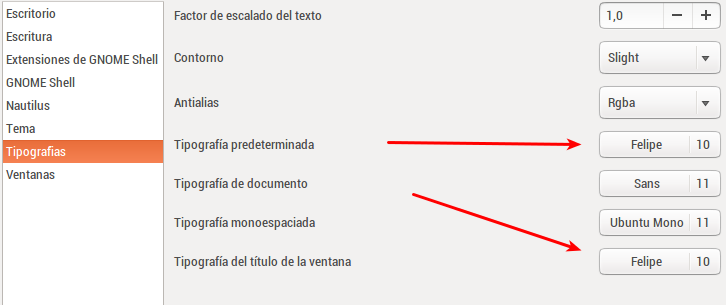 Escritorio
Escritura
Extensiones de GNOME Shell
GNOME Shell
Nautilus
Tema
Tipografías
Ventanas
Factor de escalado del texto 1,0 − +
Contorno Slight
Antialias Rgba
Tipografía predeterminada Felipe 10
Tipografía de documento Sans 11
Tipografía monoespaciada Ubuntu Mono 11
Tipografía del título de la ventana Felipe 10